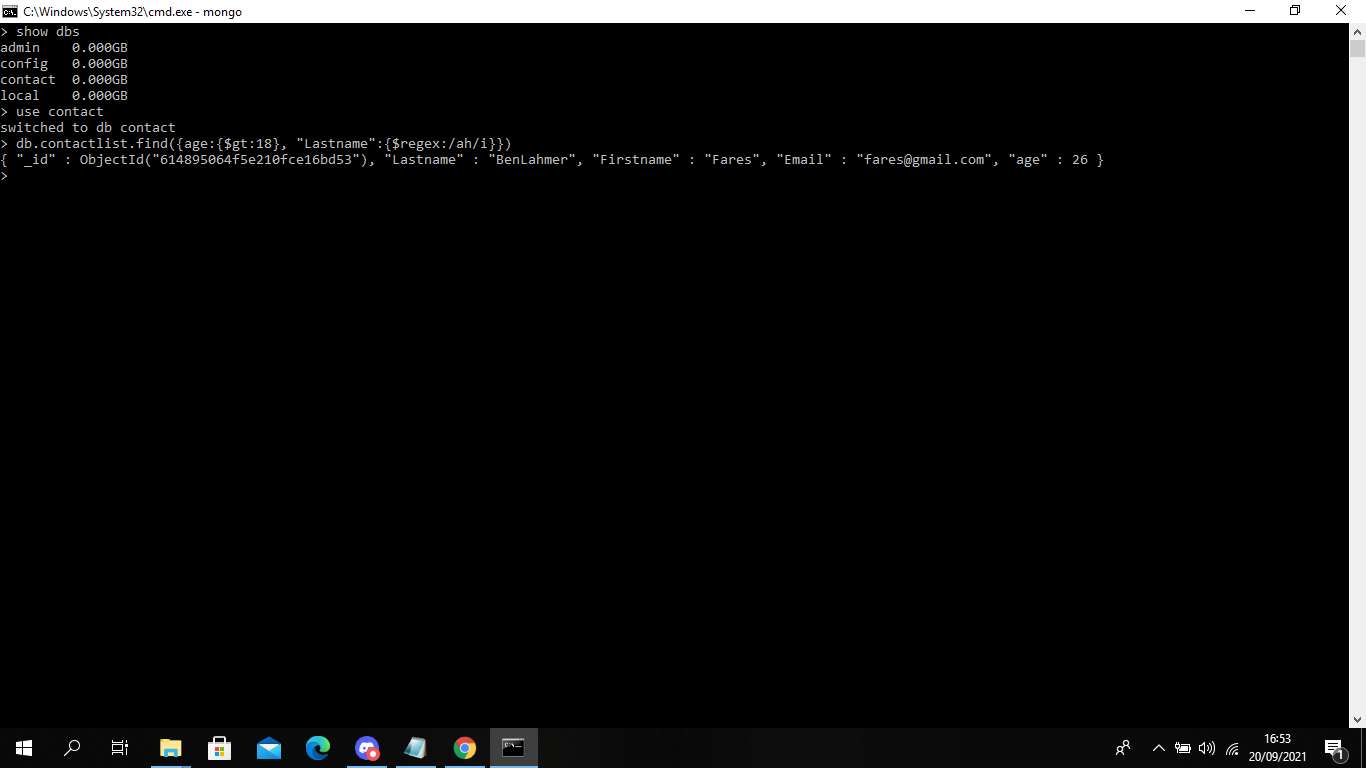 C:\Windows\System32\cmd.exe - mongo
> show dbs
admin    0.000GB
config   0.000GB
contact  0.000GB
local    0.000GB
> use contact
switched to db contact
> db.contactlist.find({age:{$gt:18}, "Lastname":{$regex:/ah/i}})
{ "_id" : ObjectId("614895064f5e210fce16bd53"), "Lastname" : "BenLahmer", "Firstname" : "Fares", "Email" : "fares@gmail.com", "age" : 26 }
>
16:53
20/09/2021
1